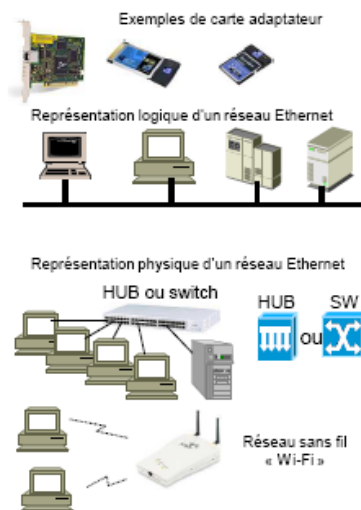 Exemples de carte adaptateur
Représentation logique d'un réseau Ethernet
Représentation physique d'un réseau Ethernet
HUB ou switch
HUB SW
ou
Réseau sans fil
« Wi-Fi »